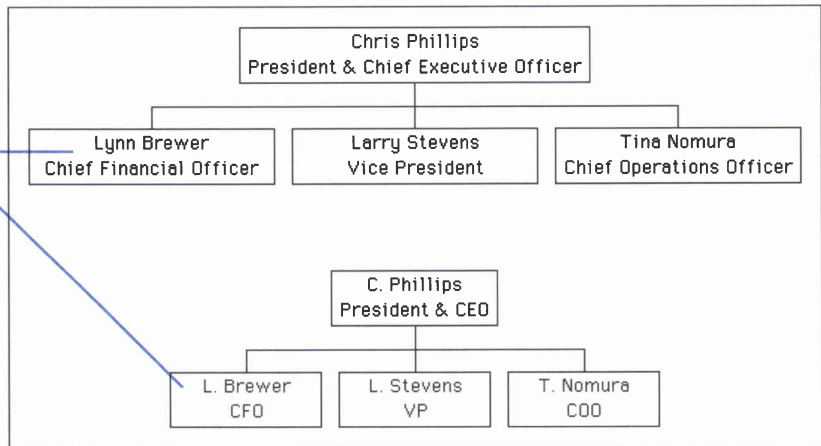 Chris Phillips
President & Chief Executive Officer
Lynn Brewer
Chief Financial Officer
Larry Stevens
Vice President
Tina Nomura
Chief Operations Officer
C. Phillips
President & CEO
L. Brewer
CFO
L. Stevens
VP
T. Nomura
COO